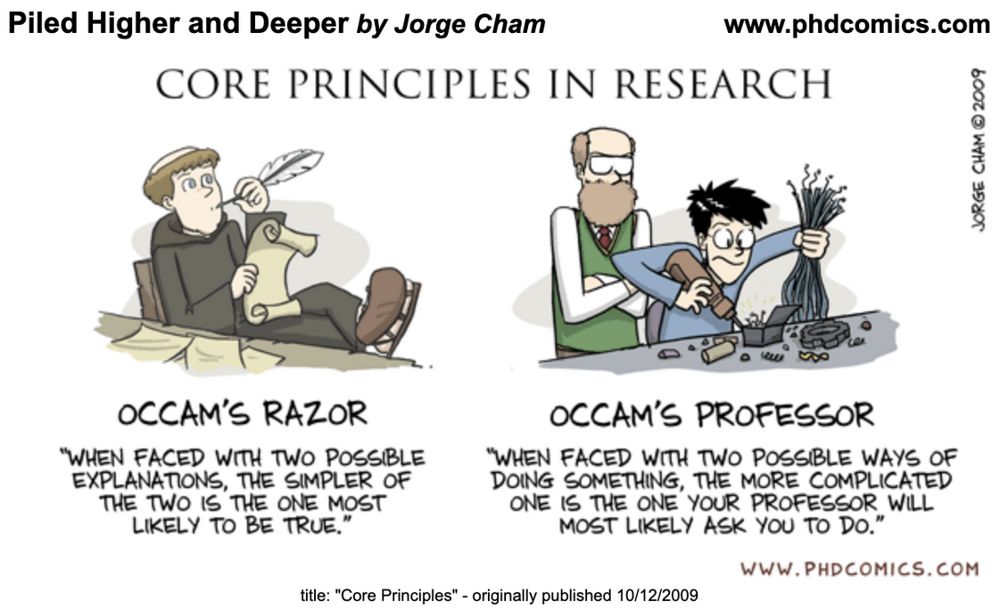 Piled Higher and Deeper by Jorge Cham
www.phdcomics.com
CORE PRINCIPLES IN RESEARCH
JORGE CHAM © 2009
OCCAM'S RAZOR
"WHEN FACED WITH TWO POSSIBLE
EXPLANATIONS, THE SIMPLER OF
THE TWO IS THE ONE MOST
LIKELY TO BE TRUE."
OCCAM'S PROFESSOR
"WHEN FACED WITH TWO POSSIBLE WAYS OF
DOING SOMETHING, THE MORE COMPLICATED
ONE IS THE ONE YOUR PROFESSOR WILL
MOST LIKELY ASK YOU TO DO."
WWW.PHDCOMICS.COM
title: "Core Principles" - originally published 10/12/2009